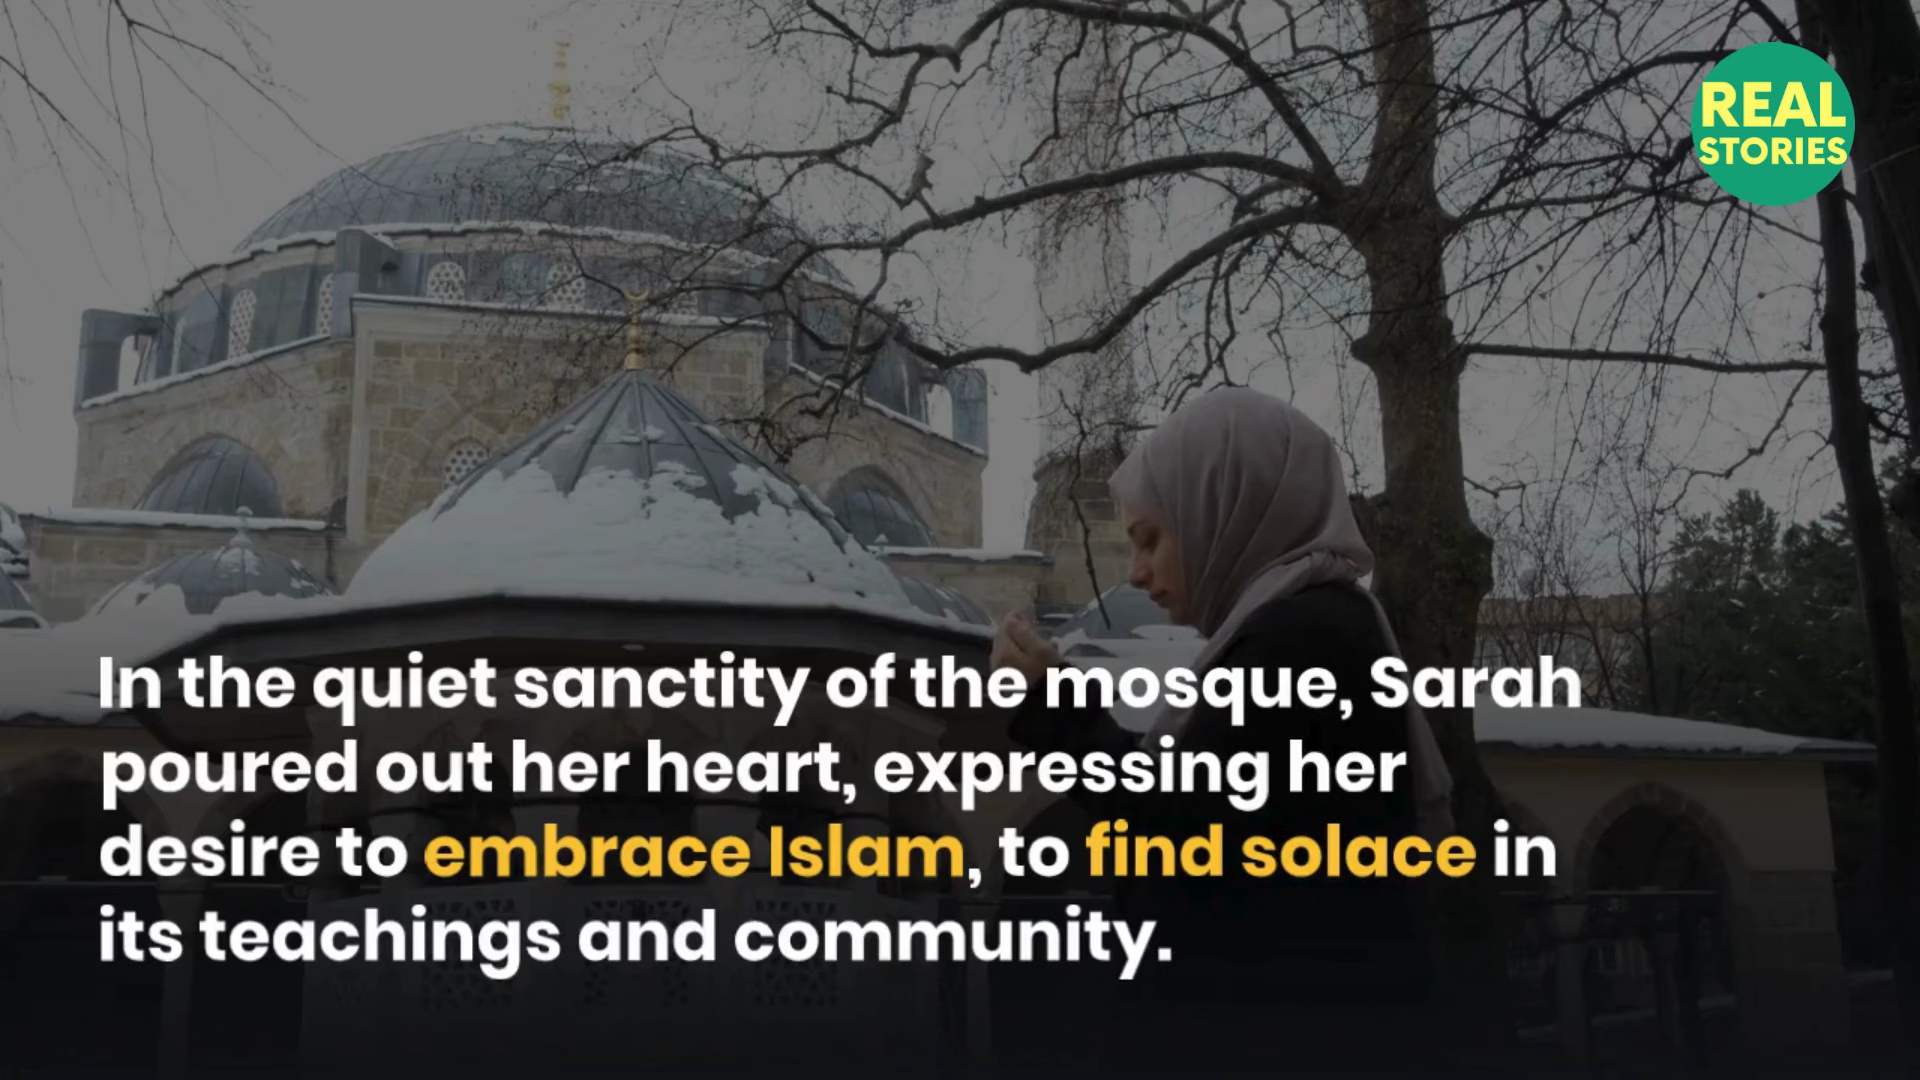 REAL
STORIES
In the quiet sanctity of the mosque, Sarah
poured out her heart, expressing her
desire to embrace Islam, to find solace in
its teachings and community.